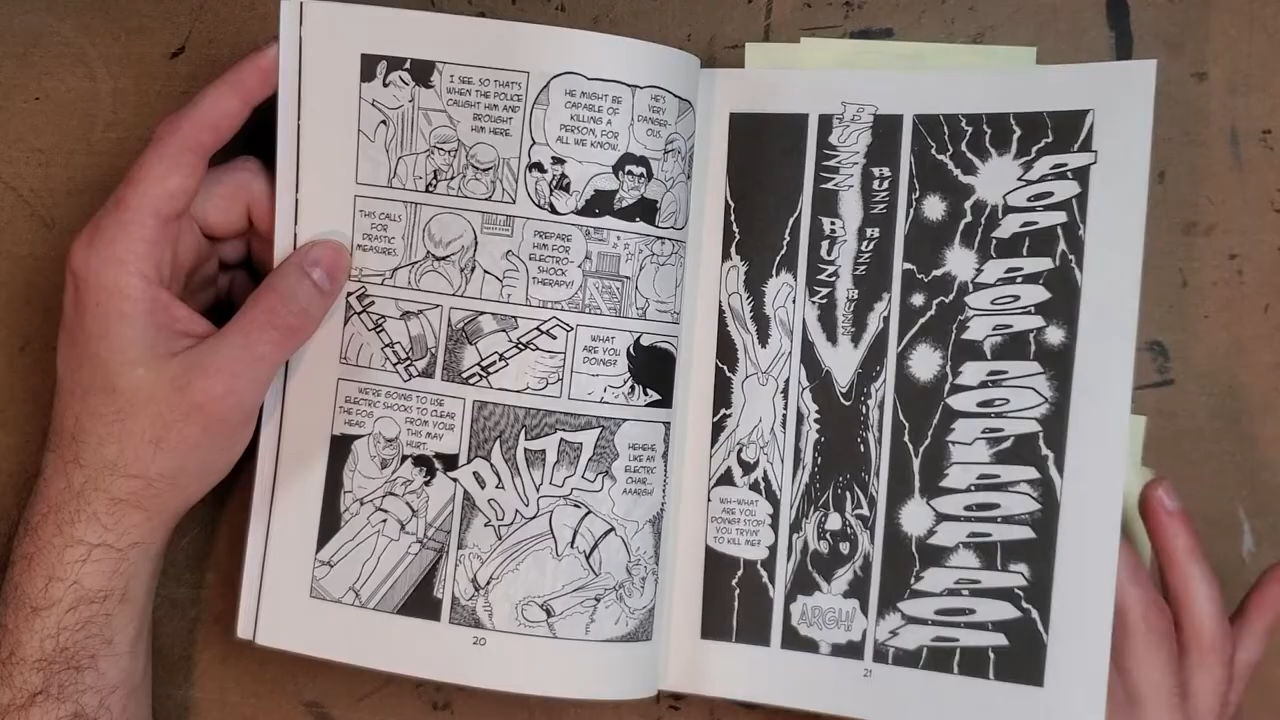 I SEE. SO THAT'S
WHEN THE POLICE
CAUGHT HIM AND
BROUGHT
HIM HERE.
HE MIGHT BE
CAPABLE OF
KILLING A
PERSON, FOR
ALL WE KNOW.
HE'S
VERY
DANGER-
OUS.
THIS CALLS
FOR
DRASTIC
MEASURES.
PREPARE
HIM FOR
ELECTRO-
SHOCK
THERAPY!
WHAT
ARE YOU
DOING?
WE'RE GOING TO USE
ELECTRIC SHOCKS TO CLEAR
THE FOG FROM YOUR
HEAD. THIS MAY
HURT.
BUZZ
HEHEHE,
LIKE AN
ELECTRIC
CHAIR...
AAARGH!
20
WH-WHAT
ARE YOU
DOING? STOP!
YOU TRYIN'
TO KILL ME?
BUZZ
BUZZ
BUZZ
BUZZ
BUZZ
ARGH!
POP
POP
POP
POP
POP
21